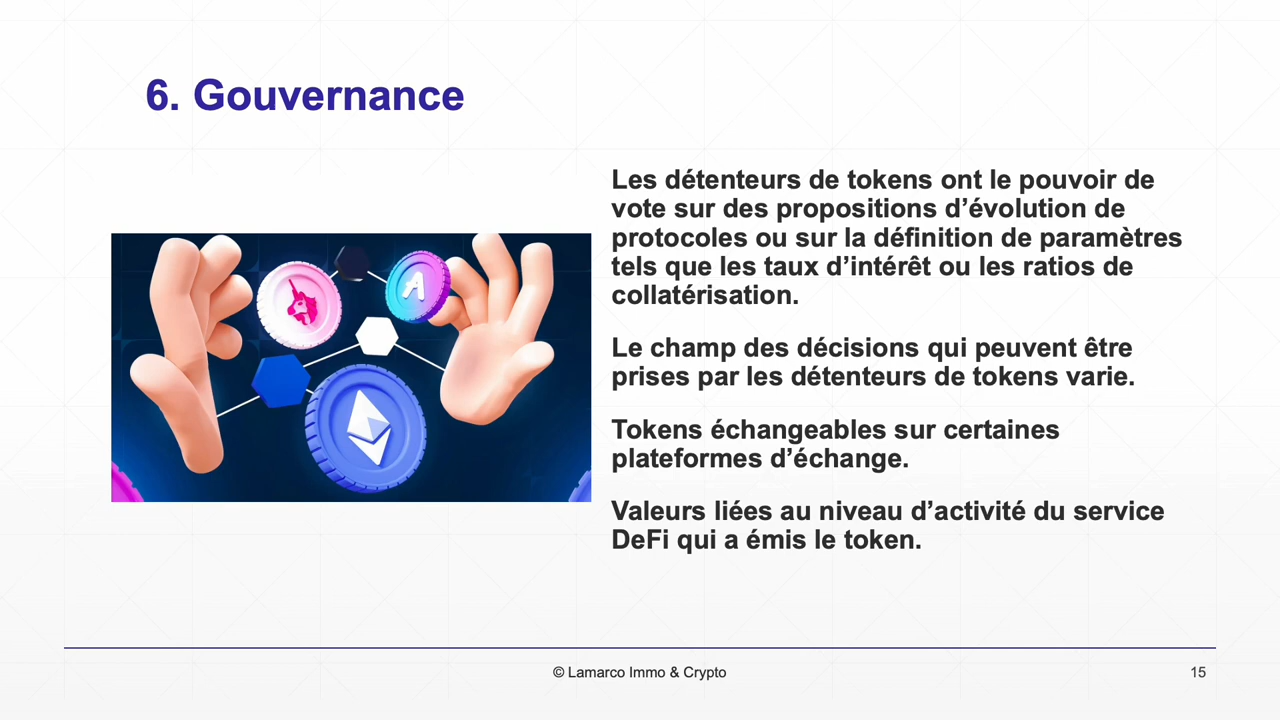 6. Gouvernance
Les détenteurs de tokens ont le pouvoir de
vote sur des propositions d’évolution de
protocoles ou sur la définition de paramètres
tels que les taux d’intérêt ou les ratios de
collatérisation.
Le champ des décisions qui peuvent être
prises par les détenteurs de tokens varie.
Tokens échangeables sur certaines
plateformes d’échange.
Valeurs liées au niveau d’activité du service
DeFi qui a émis le token.
© Lamarco Immo & Crypto
15